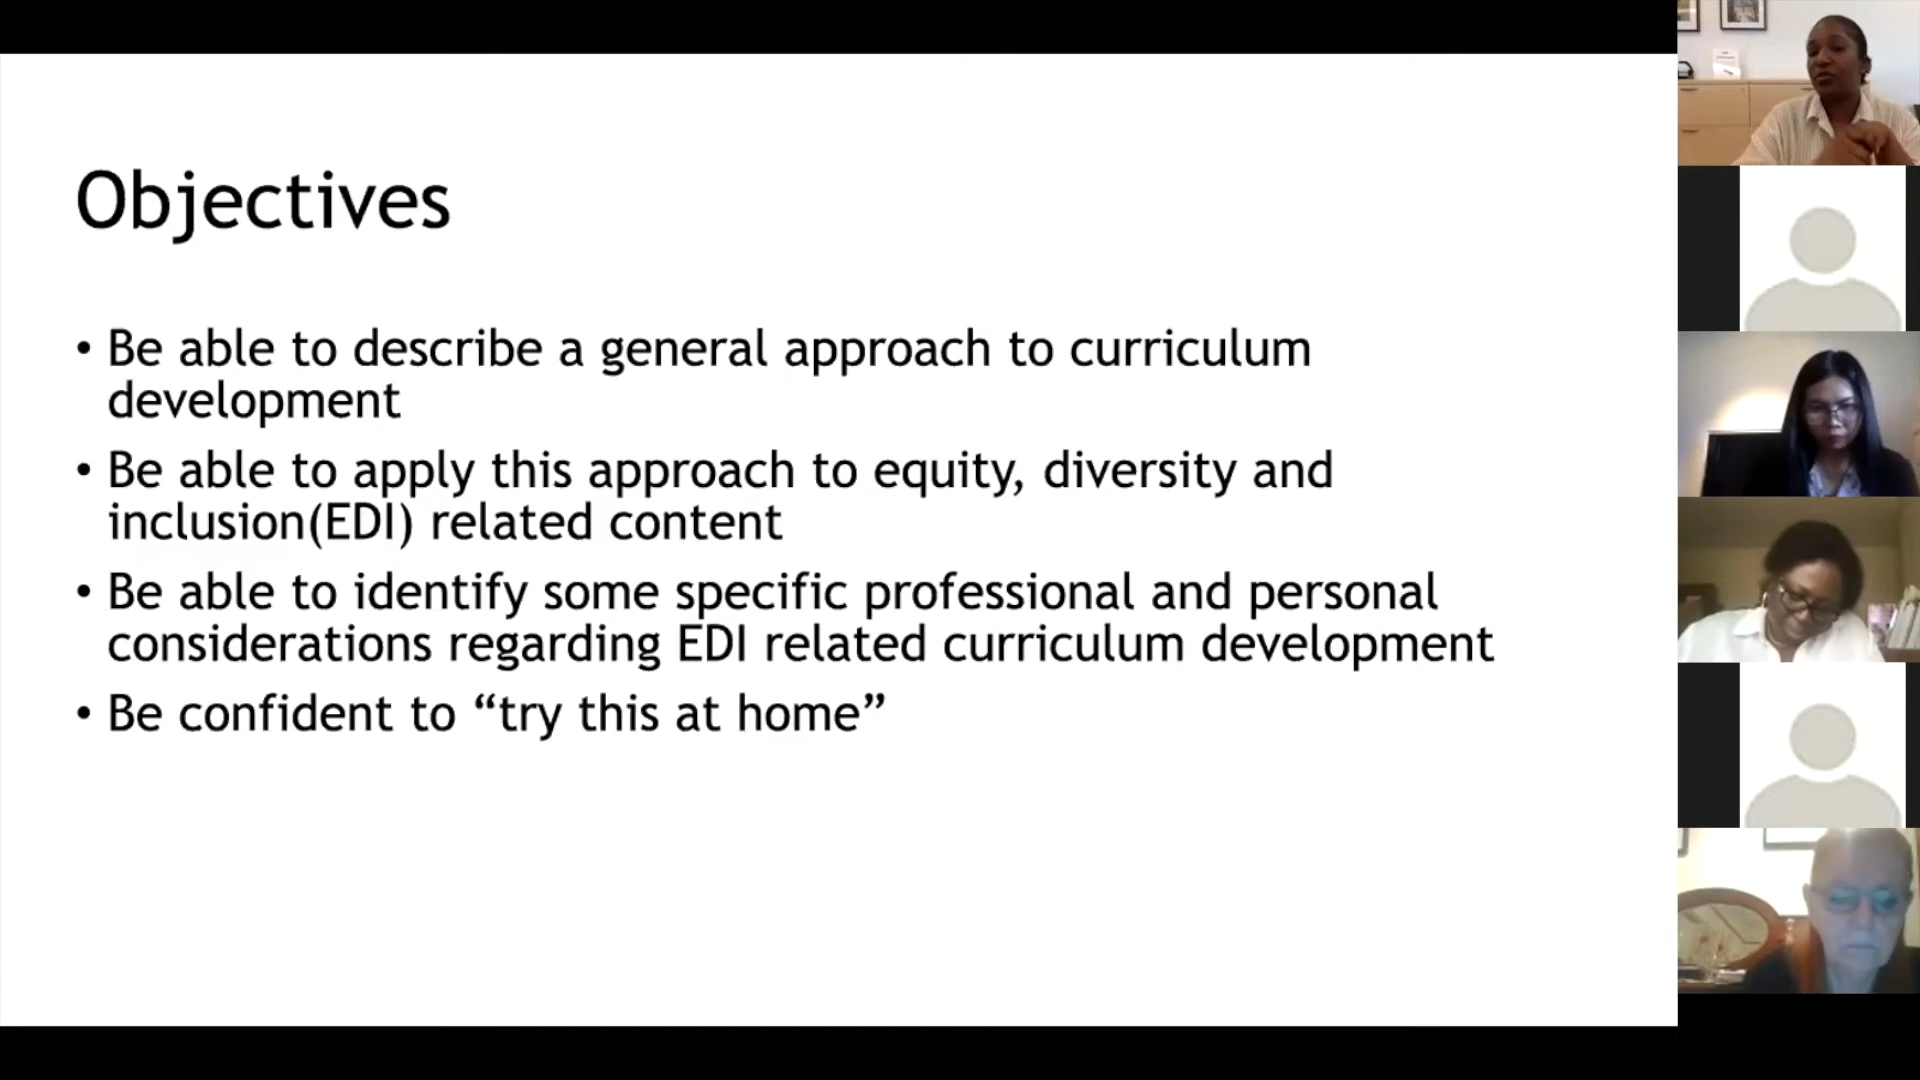 Objectives
• Be able to describe a general approach to curriculum
development
• Be able to apply this approach to equity, diversity and
inclusion(EDI) related content
• Be able to identify some specific professional and personal
considerations regarding EDI related curriculum development
• Be confident to “try this at home”